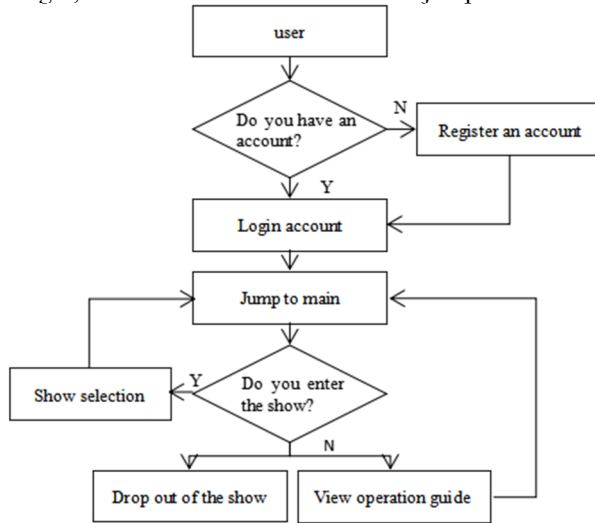 user
Do you have an
account?
N
Register an account
Y
Login account
Jump to main
Do you enter
the show?
Y
Show selection
N
Drop out of the show
View operation guide